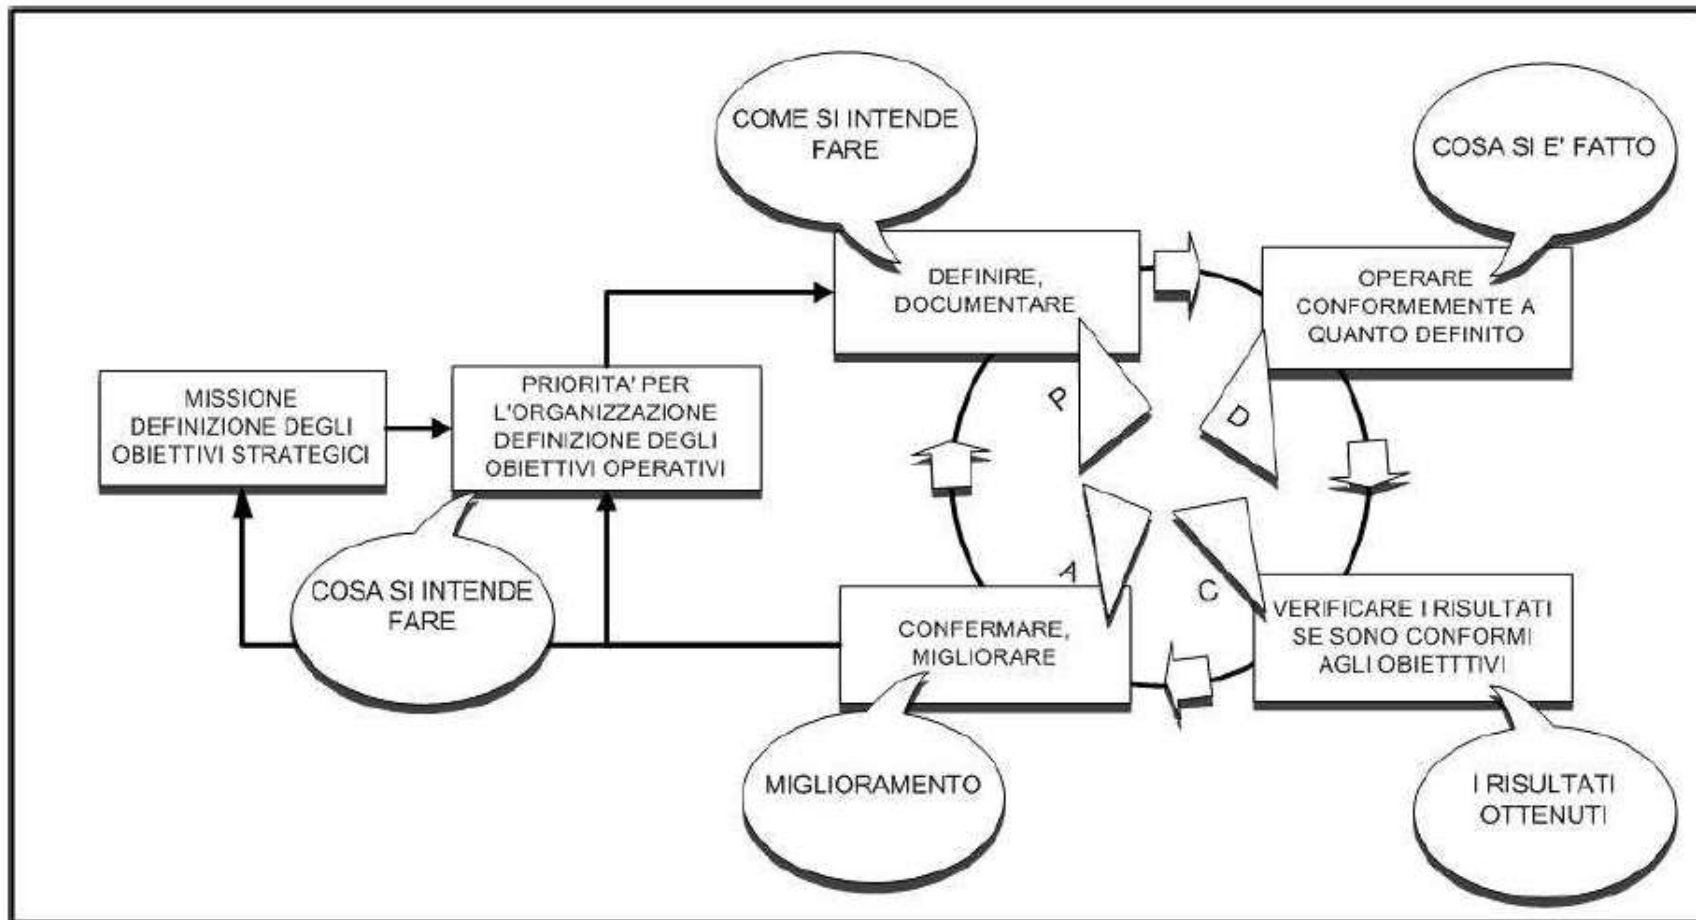 COME SI INTENDE
FARE
COSA SI E' FATTO
DEFINIRE,
DOCUMENTARE
OPERARE
CONFORMEMENTE A
QUANTO DEFINITO
MISSIONE
DEFINIZIONE DEGLI
OBIETTIVI STRATEGICI
PRIORITA' PER
L'ORGANIZZAZIONE
DEFINIZIONE DEGLI
OBIETTIVI OPERATIVI
P
D
A
C
COSA SI INTENDE
FARE
CONFERMARE,
MIGLIORARE
VERIFICARE I RISULTATI
SE SONO CONFORMI
AGLI OBIETTTIVI
MIGLIORAMENTO
I RISULTATI
OTTENUTI